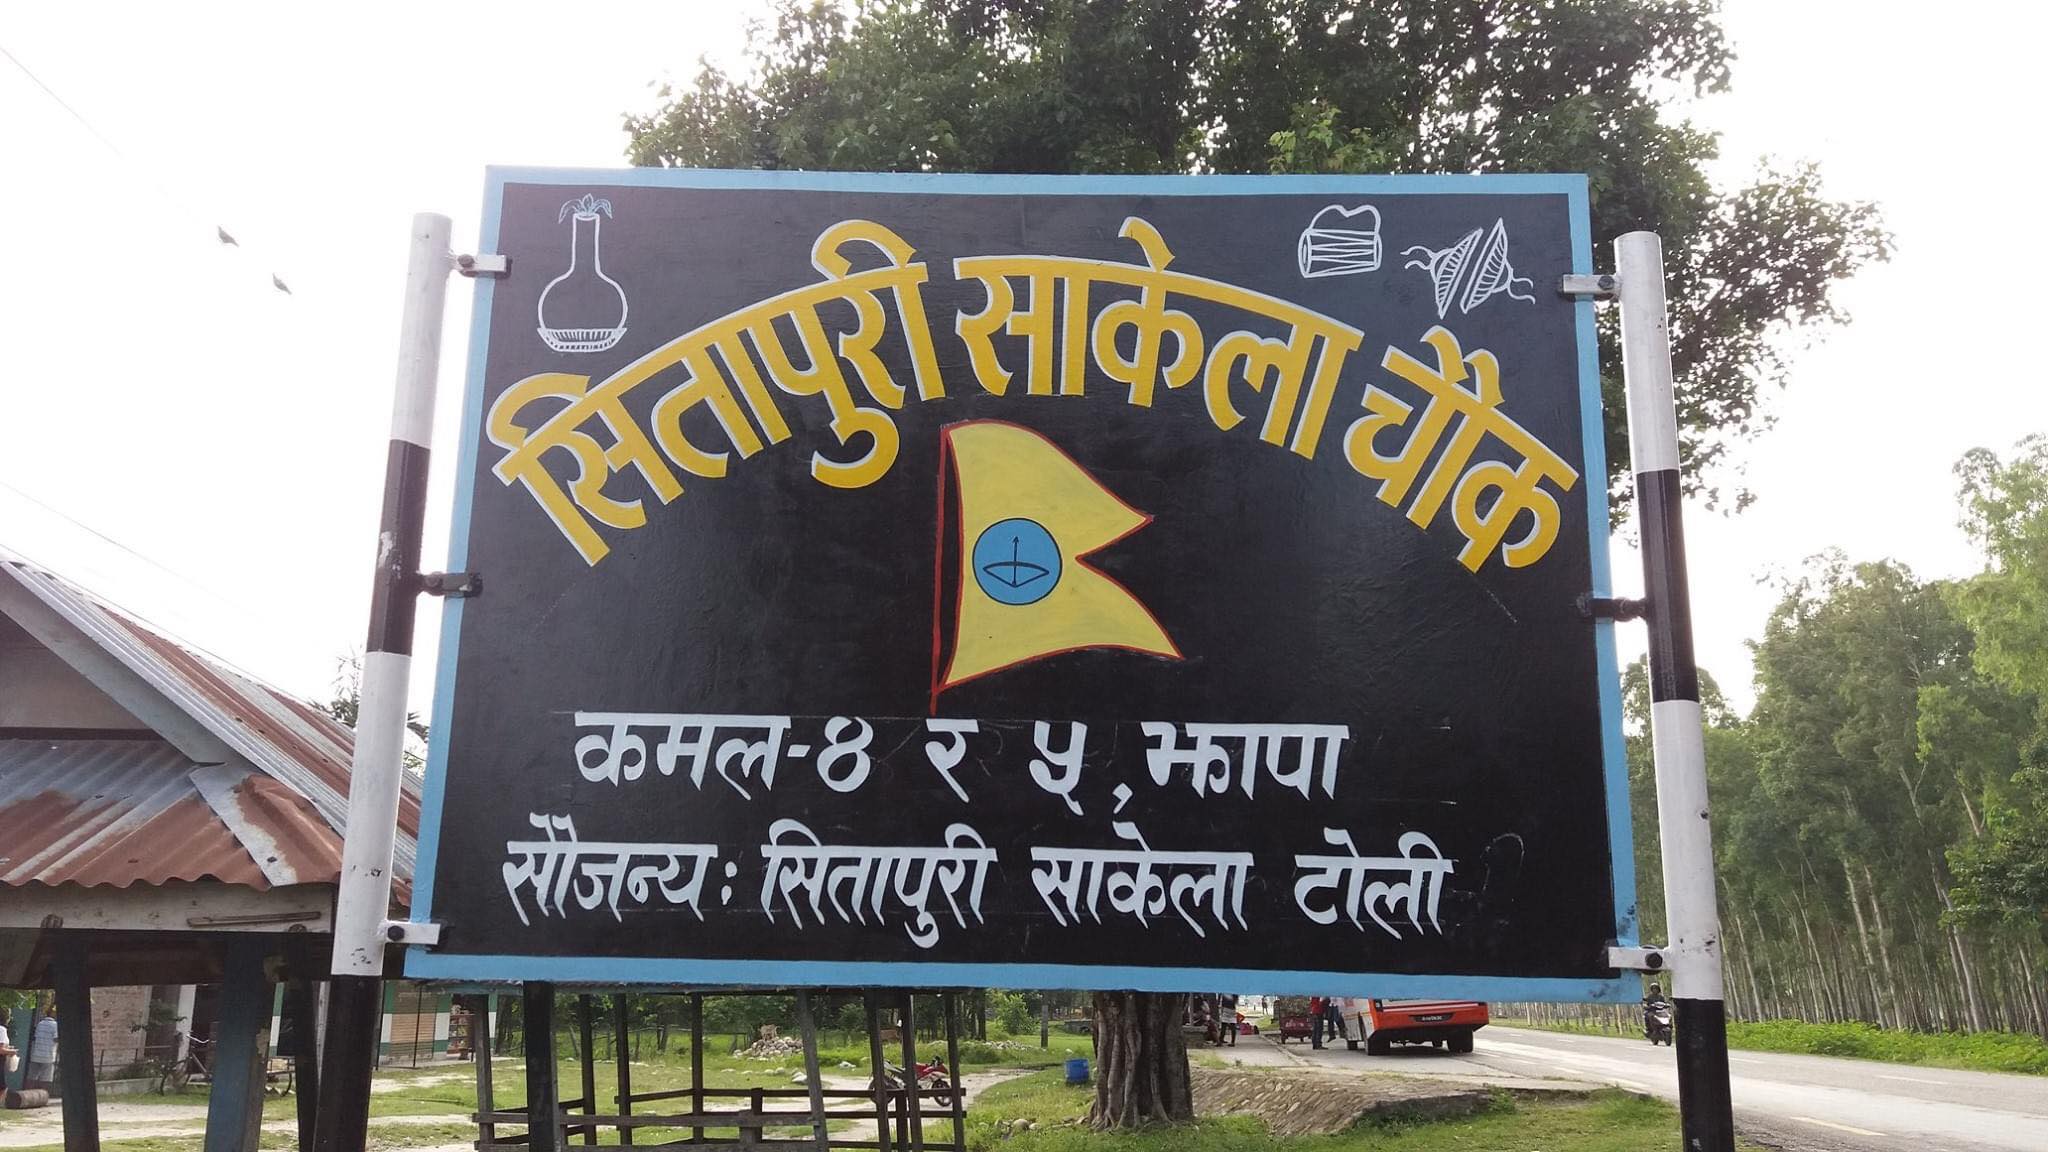 सितापुरी साकेला चौक
कमल-४ र ५, झापा
सौजन्य: सितापुरी साकेला टोली